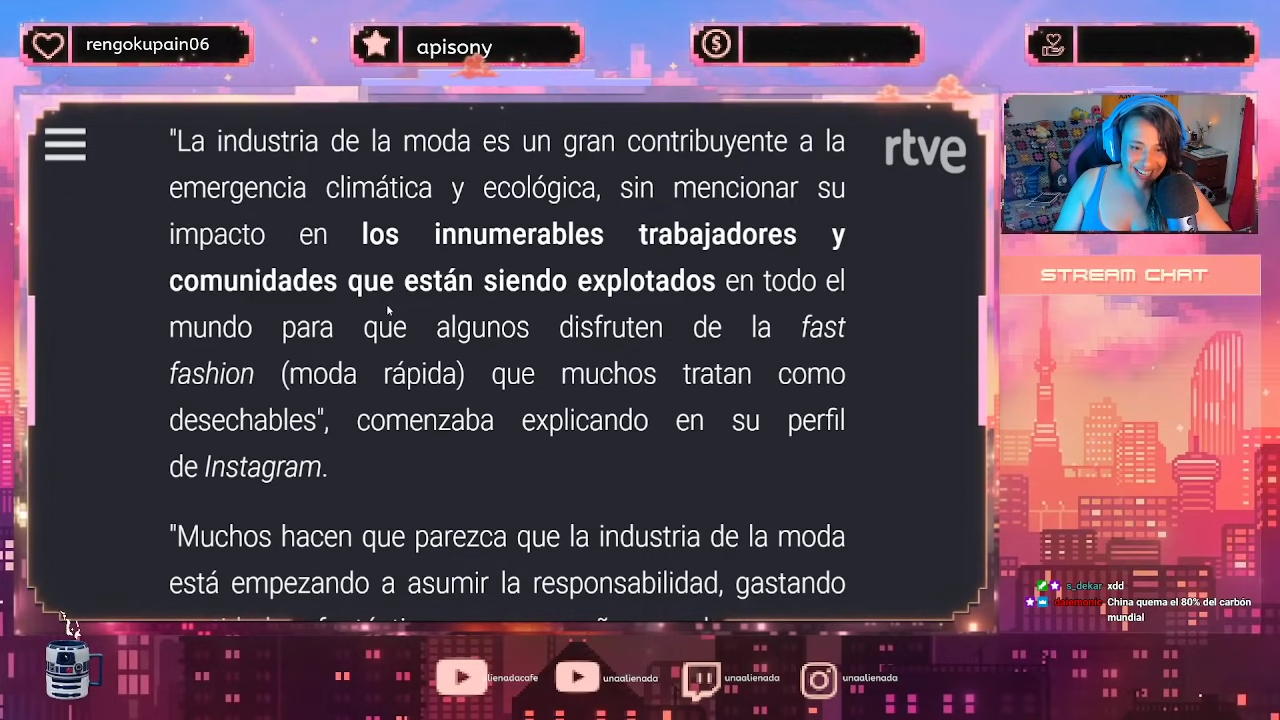 rengokupain06
apisony
"La industria de la moda es un gran contribuyente a la
emergencia climática y ecológica, sin mencionar su
impacto en los innumerables trabajadores y
comunidades que están siendo explotados en todo el
mundo para que algunos disfruten de la fast
fashion (moda rápida) que muchos tratan como
desechables", comenzaba explicando en su perfil
de Instagram.
"Muchos hacen que parezca que la industria de la moda
está empezando a asumir la responsabilidad, gastando
rtve
STREAM CHAT
s_dekar xdd
daiemonic China quema el 80% del carbón
mundial
lienadacafe
unaalienada
unaalienada
unaalienada